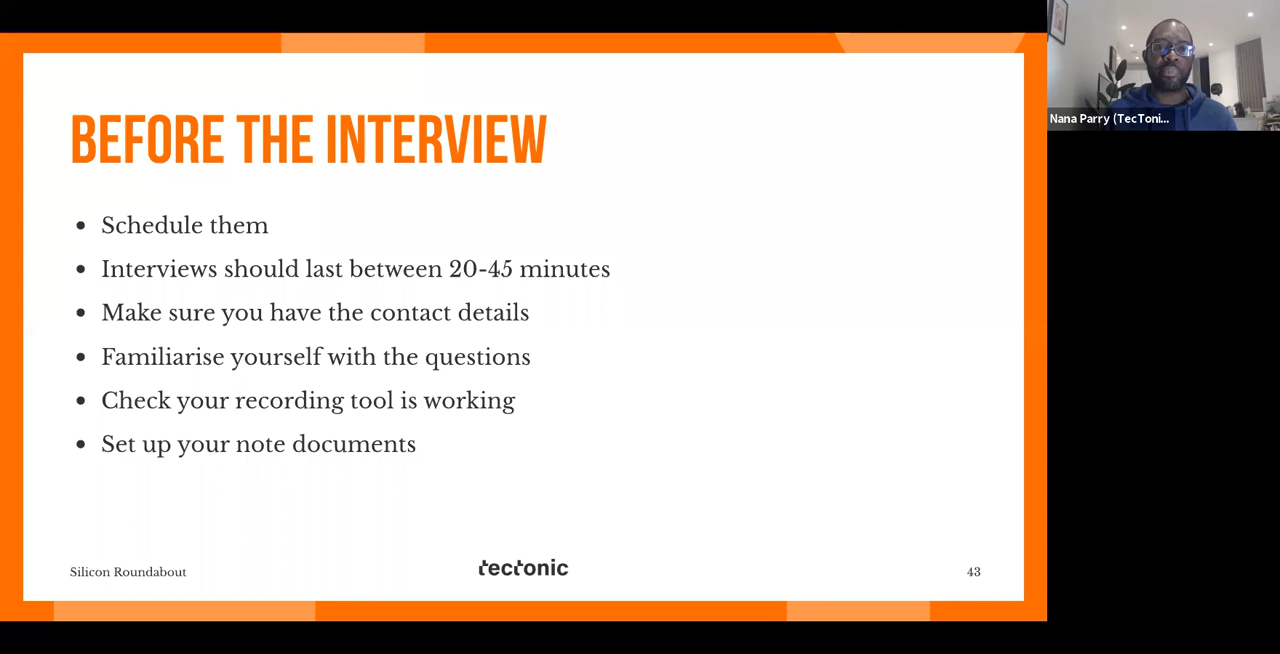 BEFORE THE INTERVIEW
Schedule them
Interviews should last between 20-45 minutes
Make sure you have the contact details
Familiarise yourself with the questions
Check your recording tool is working
Set up your note documents
Silicon Roundabout
tectonic
43
Nana Parry (TecToni...